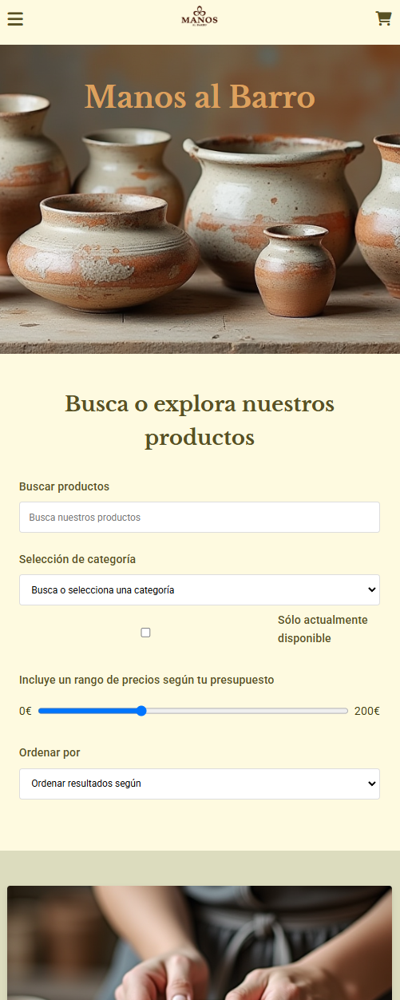 MANOS
AL BARRO
Manos al Barro
Busca o explora nuestros
productos
Buscar productos
Busca nuestros productos
Selección de categoría
Busca o selecciona una categoría
Sólo actualmente
disponible
Incluye un rango de precios según tu presupuesto
0€ 200€
Ordenar por
Ordenar resultados según